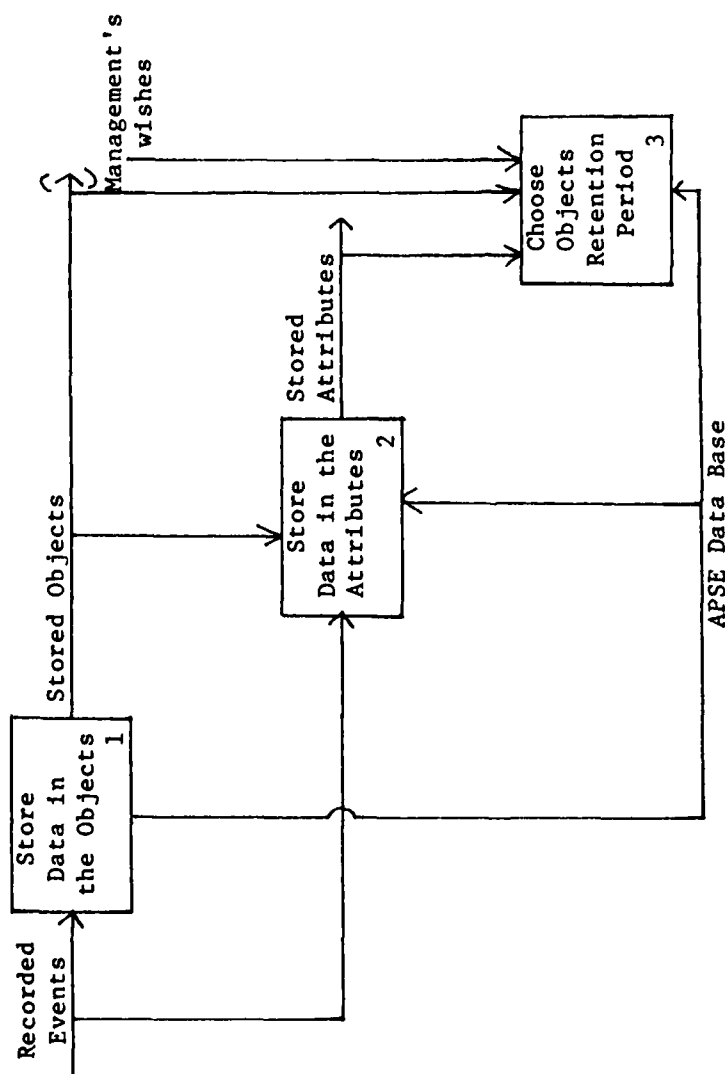 Recorded
Events
Store
Data in
the Objects
1
Stored Objects
Store
Data in the
Attributes
2
Stored
Attributes
Management's
wishes
Choose
Objects
Retention
Period
3
APSE Data Base